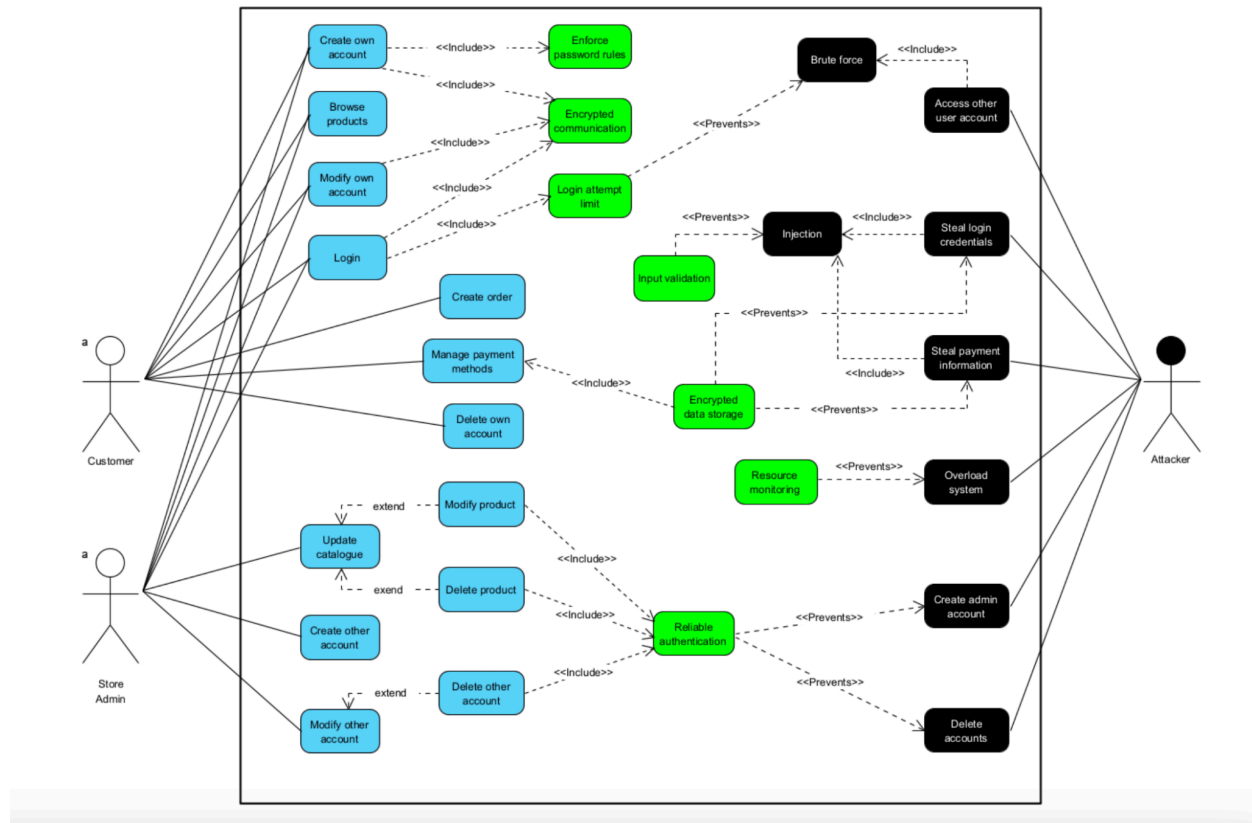 Create own
account
<<Include>>
Enforce
password rules
<<Include>>
Brute force
<<Include>>
Access other
user account
Browse
products
Encrypted
communication
<<Prevents>>
<<Include>>
Modify own
account
<<Include>>
Login attempt
limit
<<Include>>
Login
<<Prevents>>
Injection
<<Include>>
Steal login
credentials
Input validation
Create order
<<Prevents>>
a
Customer
Manage payment
methods
<<Include>>
Encrypted
data storage
Steal payment
information
<<Include>>
<<Prevents>>
Attacker
Delete own
account
Resource
monitoring
<<Prevents>>
Overload
system
Modify product
extend
Update
catalogue
<<Include>>
a
Store
Admin
exend
Delete product
<<Include>>
Create other
account
Reliable
authentication
<<Prevents>>
Create admin
account
<<Include>>
<<Prevents>>
extend
Delete other
account
Modify other
account
Delete
accounts